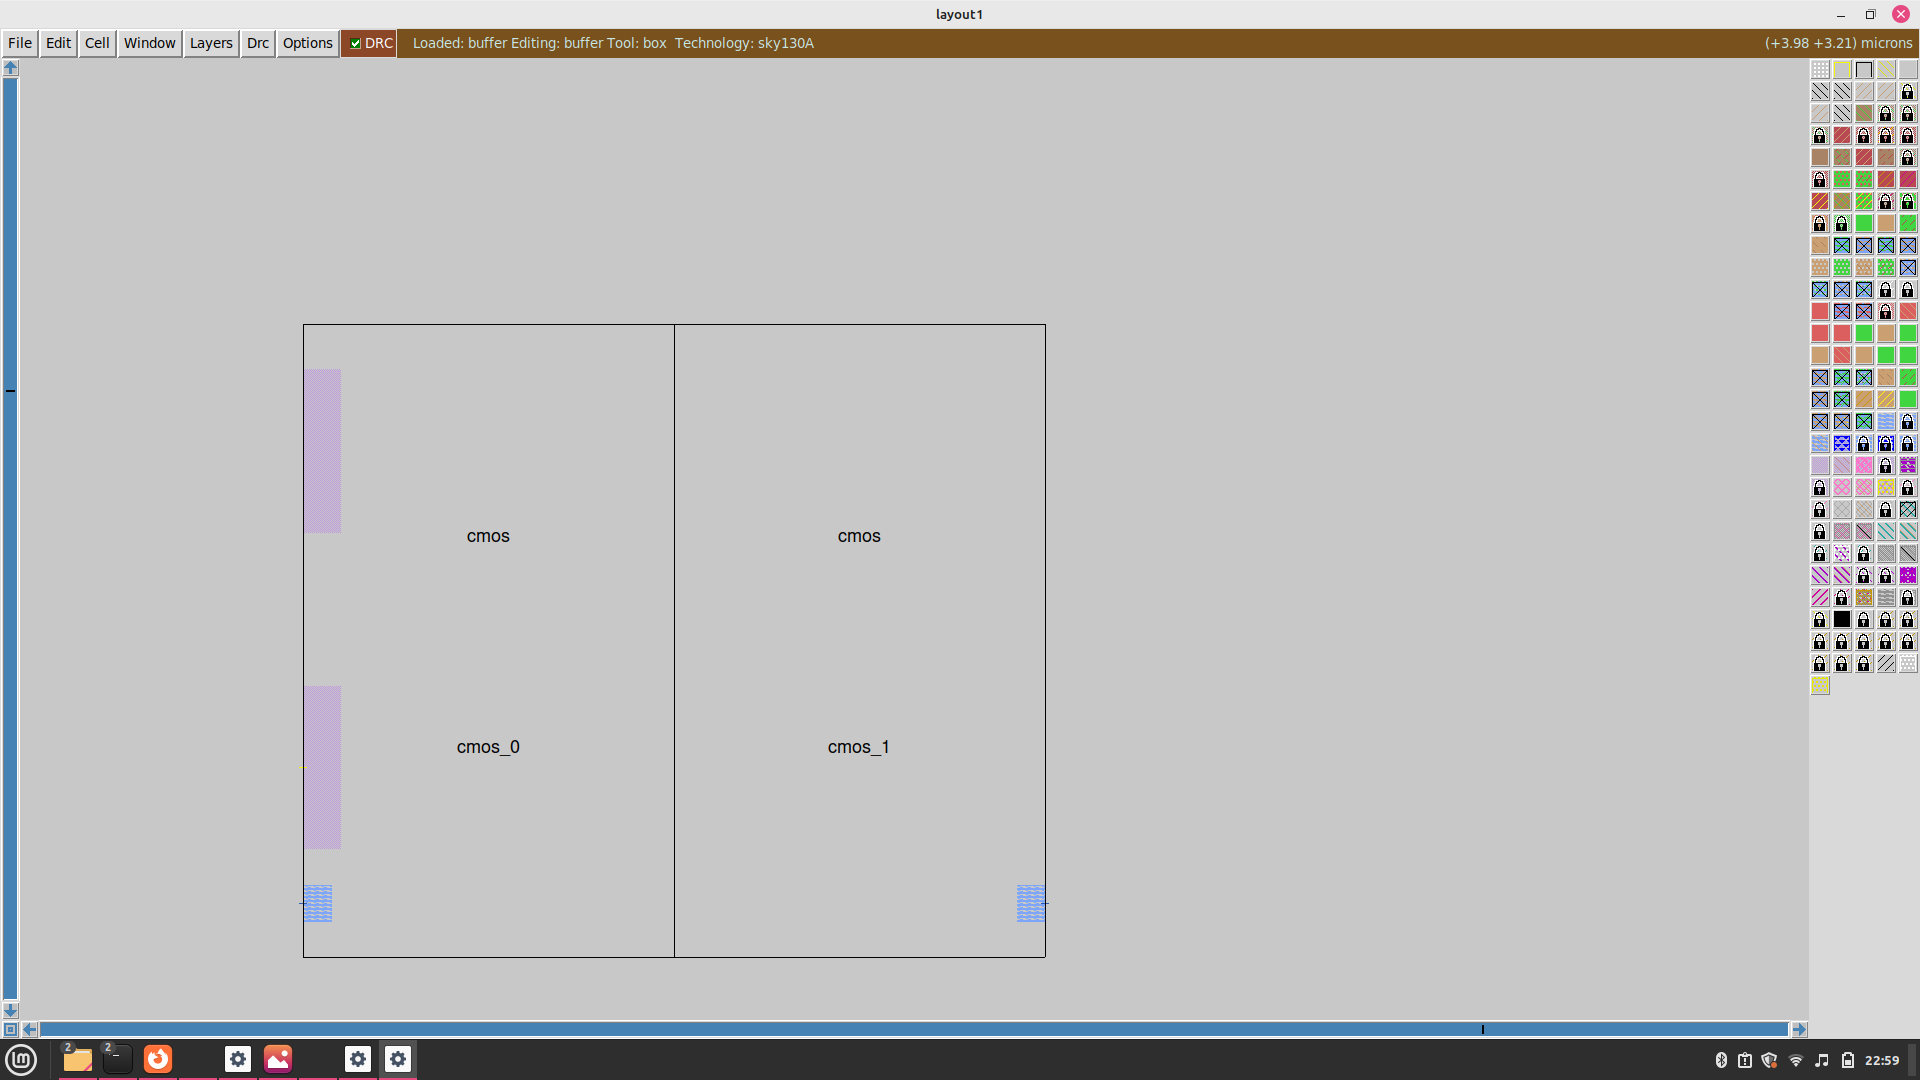 layout1
File Edit Cell Window Layers Drc Options DRC Loaded: buffer Editing: buffer Tool: box Technology: sky130A (+3.98 +3.21) microns
cmos cmos
cmos_0 cmos_1
2 2 lm 22:59